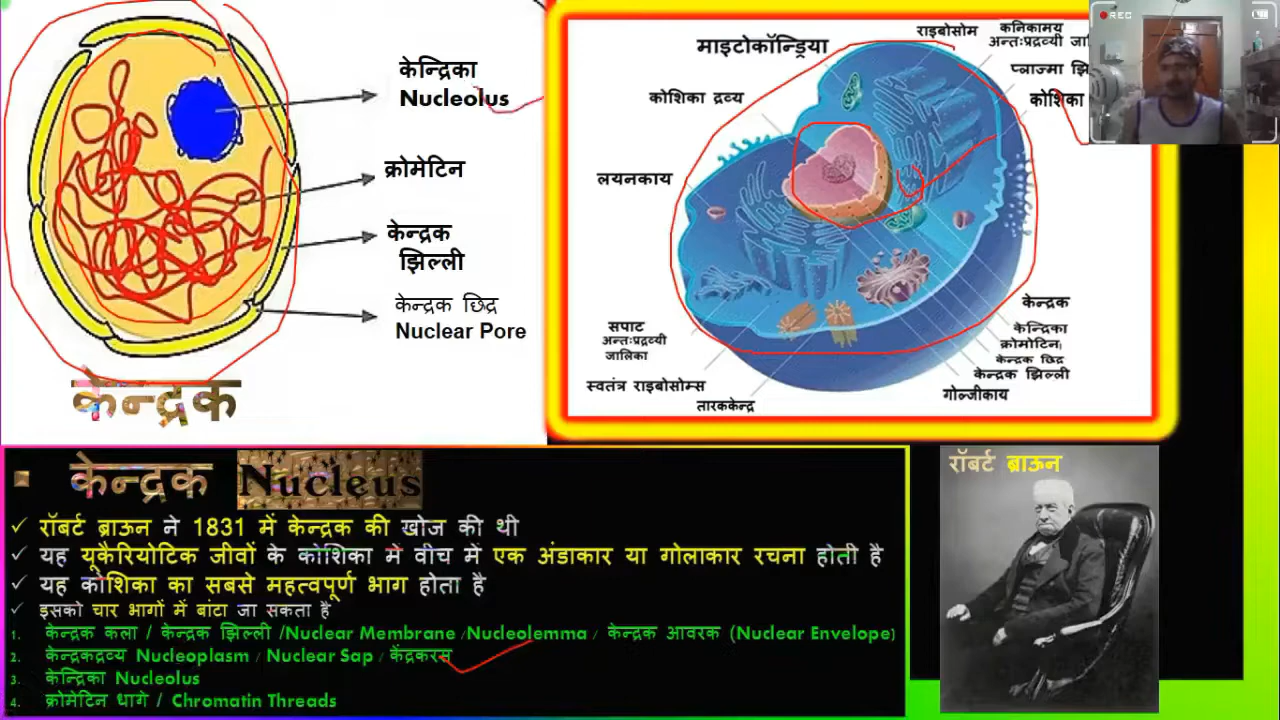 केन्द्रिका
Nucleolus
क्रोमेटिन
केन्द्रक
झिल्ली
केन्द्रक छिद्र
Nuclear Pore
केन्द्रक
माइटोकॉन्ड्रिया
राइबोसोम
कनिकामय
अन्तःप्रद्रव्यी
प्लाज्मा
कोशिका
कोशिका द्रव्य
लयनकाय
सपाट
अन्तःप्रद्रव्यी
जालिका
स्वतंत्र राइबोसोम्स
तारककेन्द्र
केन्द्रक
केन्द्रिका
क्रोमोटिन
केन्द्रक छिद्र
केन्द्रक झिल्ली
गोल्जीकाय
REC
▪ केन्द्रक Nucleus
✓ रॉबर्ट ब्राऊन ने 1831 में केन्द्रक की खोज की थी
✓ यह यूकैरियोटिक जीवों के कोशिका में वीच में एक अंडाकार या गोलाकार रचना होती है
✓ यह कोशिका का सबसे महत्वपूर्ण भाग होता है
✓ इसको चार भागों में बांटा जा सकता है
1. केन्द्रक कला / केन्द्रक झिल्ली /Nuclear Membrane /Nucleolemma / केन्द्रक आवरक (Nuclear Envelope)
2. केन्द्रकद्रव्य Nucleoplasm / Nuclear Sap / केंद्रकरस
3. केन्द्रिका Nucleolus
4. क्रोमेटिन धागे / Chromatin Threads
रॉबर्ट ब्राऊन